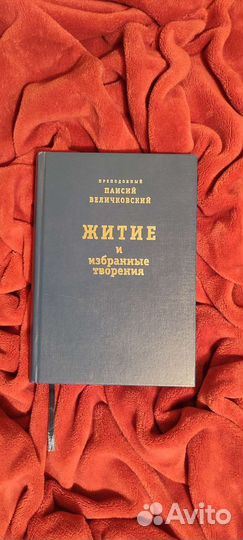 ПРЕПОДОБНЫЙ
ПАИСИЙ
ВЕЛИЧКОВСКИЙ
ЖИТИЕ
и
избранные
творения
Avito